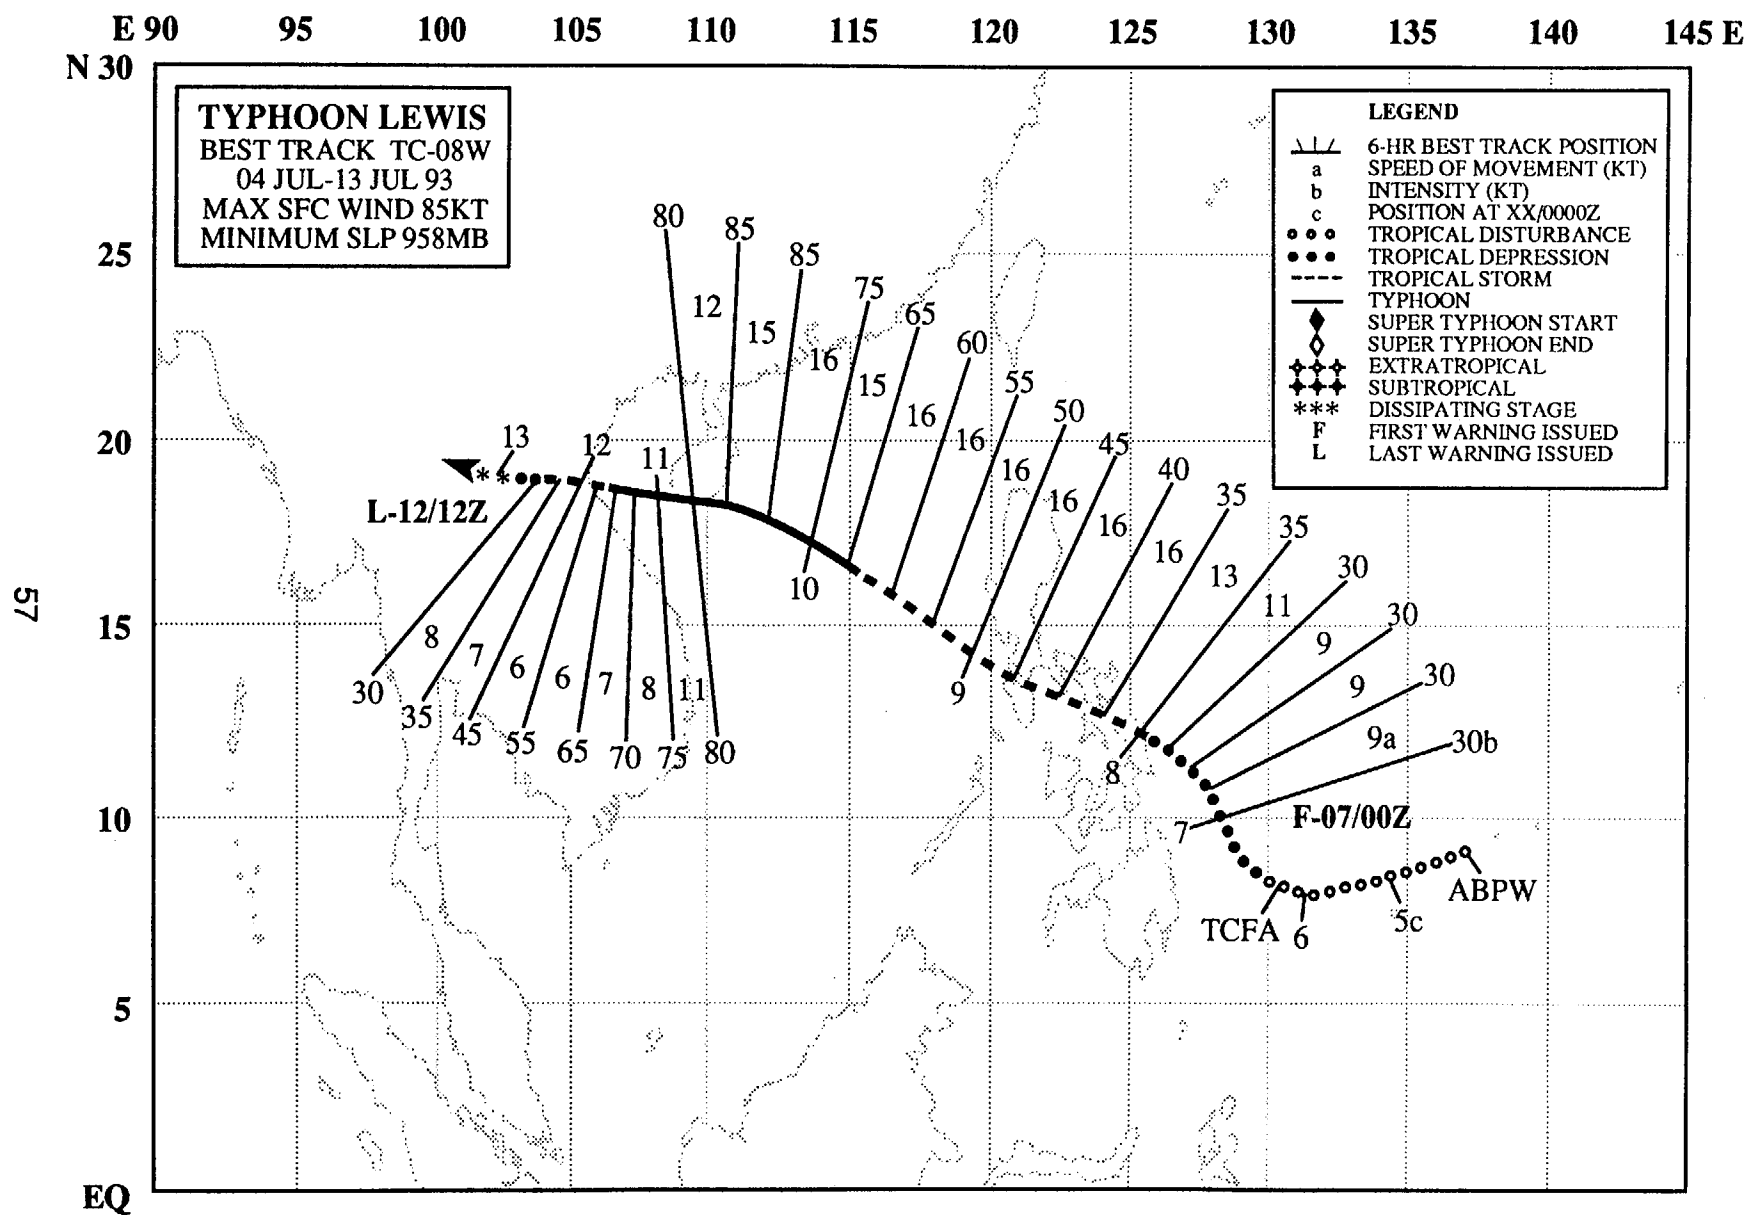 E 90 95 100 105 110 115 120 125 130 135 140 145 E
N 30
25
20
15
10
5
EQ
57
TYPHOON LEWIS
BEST TRACK TC-08W
04 JUL-13 JUL 93
MAX SFC WIND 85KT
MINIMUM SLP 958MB
LEGEND
6-HR BEST TRACK POSITION
a SPEED OF MOVEMENT (KT)
b INTENSITY (KT)
c POSITION AT XX/0000Z
TROPICAL DISTURBANCE
TROPICAL DEPRESSION
TROPICAL STORM
TYPHOON
SUPER TYPHOON START
SUPER TYPHOON END
EXTRATROPICAL
SUBTROPICAL
*** DISSIPATING STAGE
F FIRST WARNING ISSUED
L LAST WARNING ISSUED
80 85 85 75 65 60 55 50 45 40 35 35 30 30 30 30b
12 15 16 15 16 16 16 16 16 16 13 11 9 9 9a
13 12 11
* *
L-12/12Z
10
9
8
7
F-07/00Z
30 35 45 55 65 70 75 80
8 7 6 6 7 8 11
ABPW
5c
TCFA 6